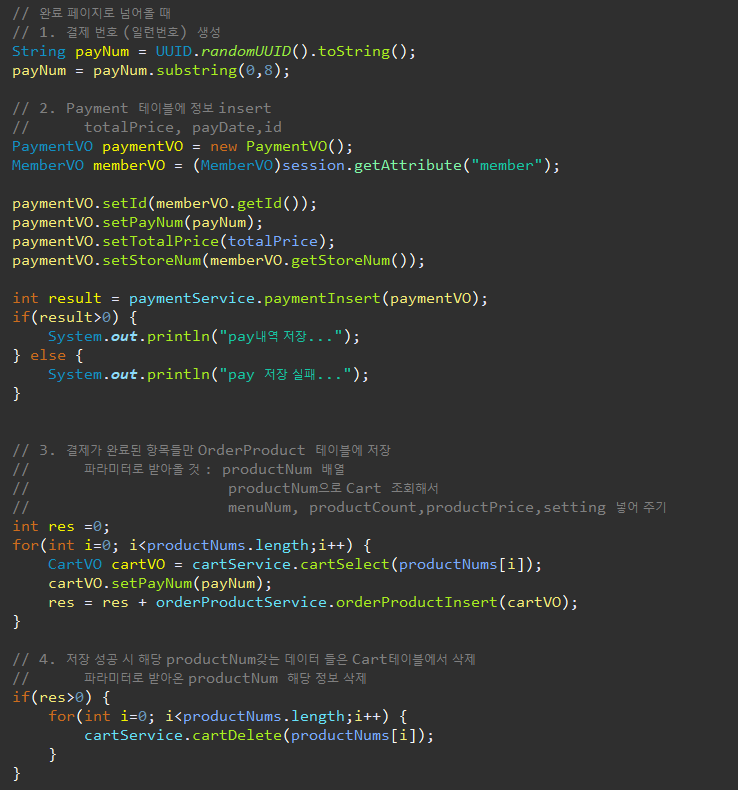 // 완료 페이지로 넘어올 때
// 1. 결제 번호 (일련번호) 생성
String payNum = UUID.randomUUID().toString();
payNum = payNum.substring(0,8);
// 2. Payment 테이블에 정보 insert
//      totalPrice, payDate,id
PaymentVO paymentVO = new PaymentVO();
MemberVO memberVO = (MemberVO)session.getAttribute("member");
paymentVO.setId(memberVO.getId());
paymentVO.setPayNum(payNum);
paymentVO.setTotalPrice(totalPrice);
paymentVO.setStoreNum(memberVO.getStoreNum());
int result = paymentService.paymentInsert(paymentVO);
if(result>0) {
    System.out.println("pay내역 저장...");
} else {
    System.out.println("pay 저장 실패...");
}
// 3. 결제가 완료된 항목들만 OrderProduct 테이블에 저장
//      파라미터로 받아올 것 : productNum 배열
//                      productNum으로 Cart 조회해서
//                      menuNum, productCount,productPrice,setting 넣어 주기
int res =0;
for(int i=0; i<productNums.length;i++) {
    CartVO cartVO = cartService.cartSelect(productNums[i]);
    cartVO.setPayNum(payNum);
    res = res + orderProductService.orderProductInsert(cartVO);
}
// 4. 저장 성공 시 해당 productNum갖는 데이터 들은 Cart테이블에서 삭제
//      파라미터로 받아온 productNum 해당 정보 삭제
if(res>0) {
    for(int i=0; i<productNums.length;i++) {
        cartService.cartDelete(productNums[i]);
    }
}